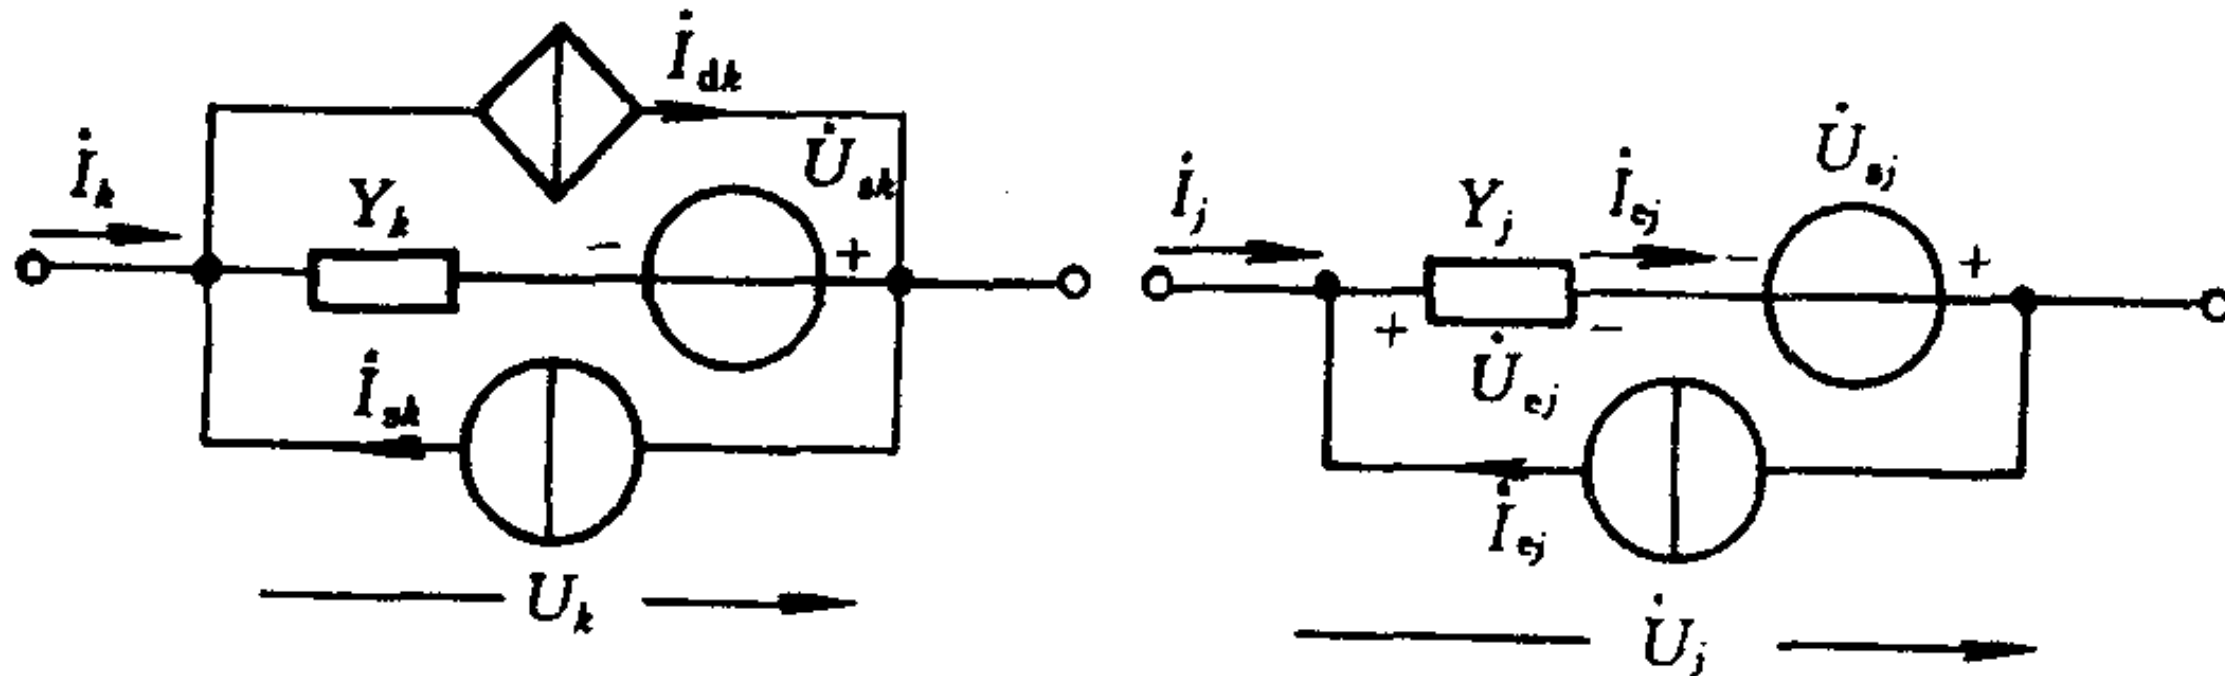 İ_dk
U̇_sk
İ_k
Y_k
- +
İ_sk
U_k
İ_j
Y_j
İ_ej
U̇_sj
- +
+ -
U̇_ej
İ_ej
U̇_j